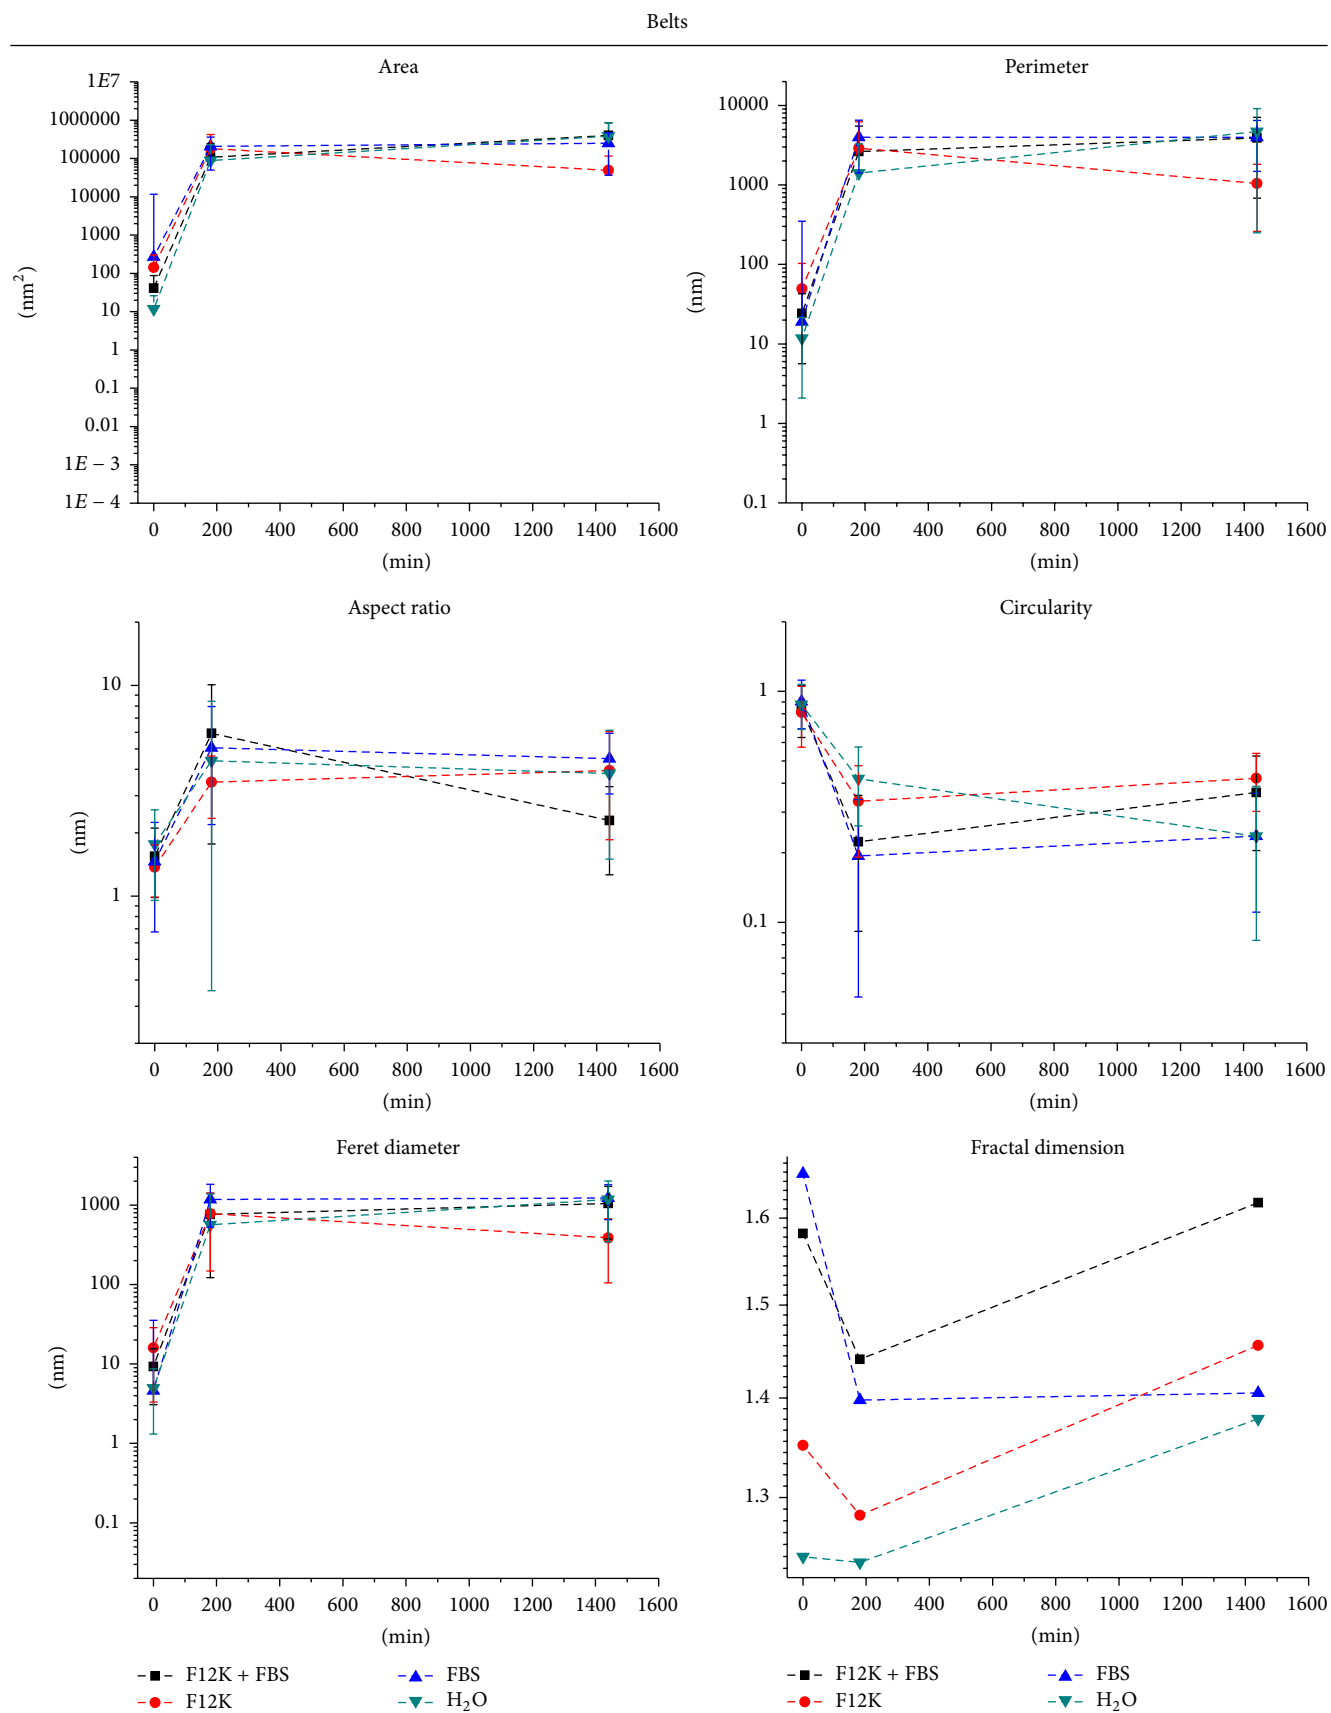 Belts
Area
1E7
1000000
100000
10000
1000
100
10
1
0.1
0.01
1E − 3
1E − 4
(nm²)
0 200 400 600 800 1000 1200 1400 1600
(min)
Perimeter
10000
1000
100
10
1
0.1
(nm)
0 200 400 600 800 1000 1200 1400 1600
(min)
Aspect ratio
10
1
(nm)
0 200 400 600 800 1000 1200 1400 1600
(min)
Circularity
1
0.1
0 200 400 600 800 1000 1200 1400 1600
(min)
Feret diameter
1000
100
10
1
0.1
(nm)
0 200 400 600 800 1000 1200 1400 1600
(min)
Fractal dimension
1.6
1.5
1.4
1.3
0 200 400 600 800 1000 1200 1400 1600
(min)
F12K + FBS FBS
F12K H₂O
F12K + FBS FBS
F12K H₂O